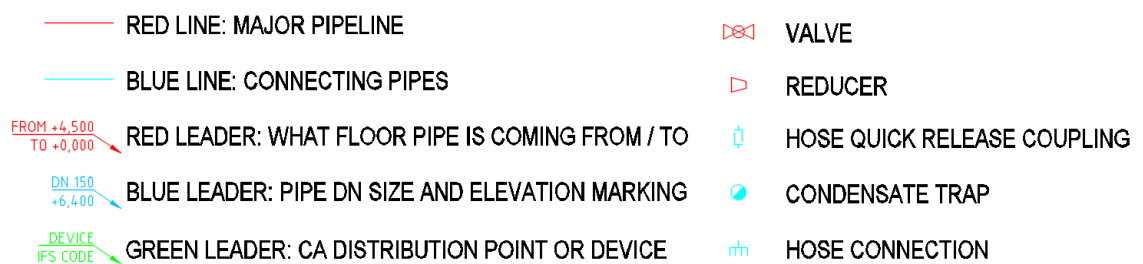 RED LINE: MAJOR PIPELINE
BLUE LINE: CONNECTING PIPES
FROM +4,500
TO +0,000
RED LEADER: WHAT FLOOR PIPE IS COMING FROM / TO
DN 150
+6,400
BLUE LEADER: PIPE DN SIZE AND ELEVATION MARKING
DEVICE
IFS CODE
GREEN LEADER: CA DISTRIBUTION POINT OR DEVICE
VALVE
REDUCER
HOSE QUICK RELEASE COUPLING
CONDENSATE TRAP
HOSE CONNECTION